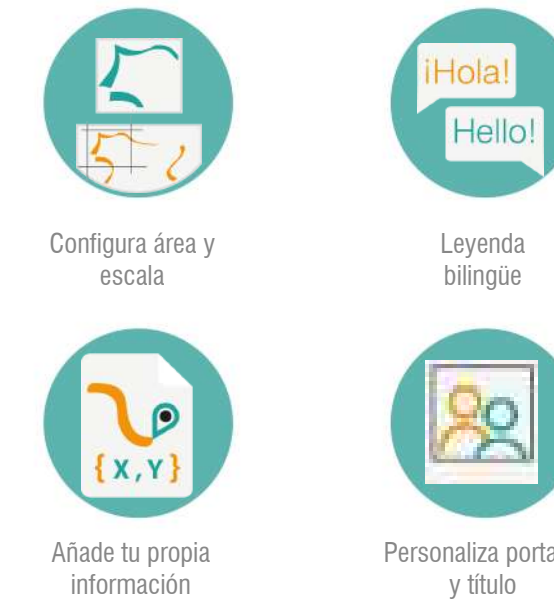 ¡Hola!
Hello!
Configura área y
escala
Leyenda
bilingüe
{ X , Y }
Añade tu propia
información
Personaliza porta
y título